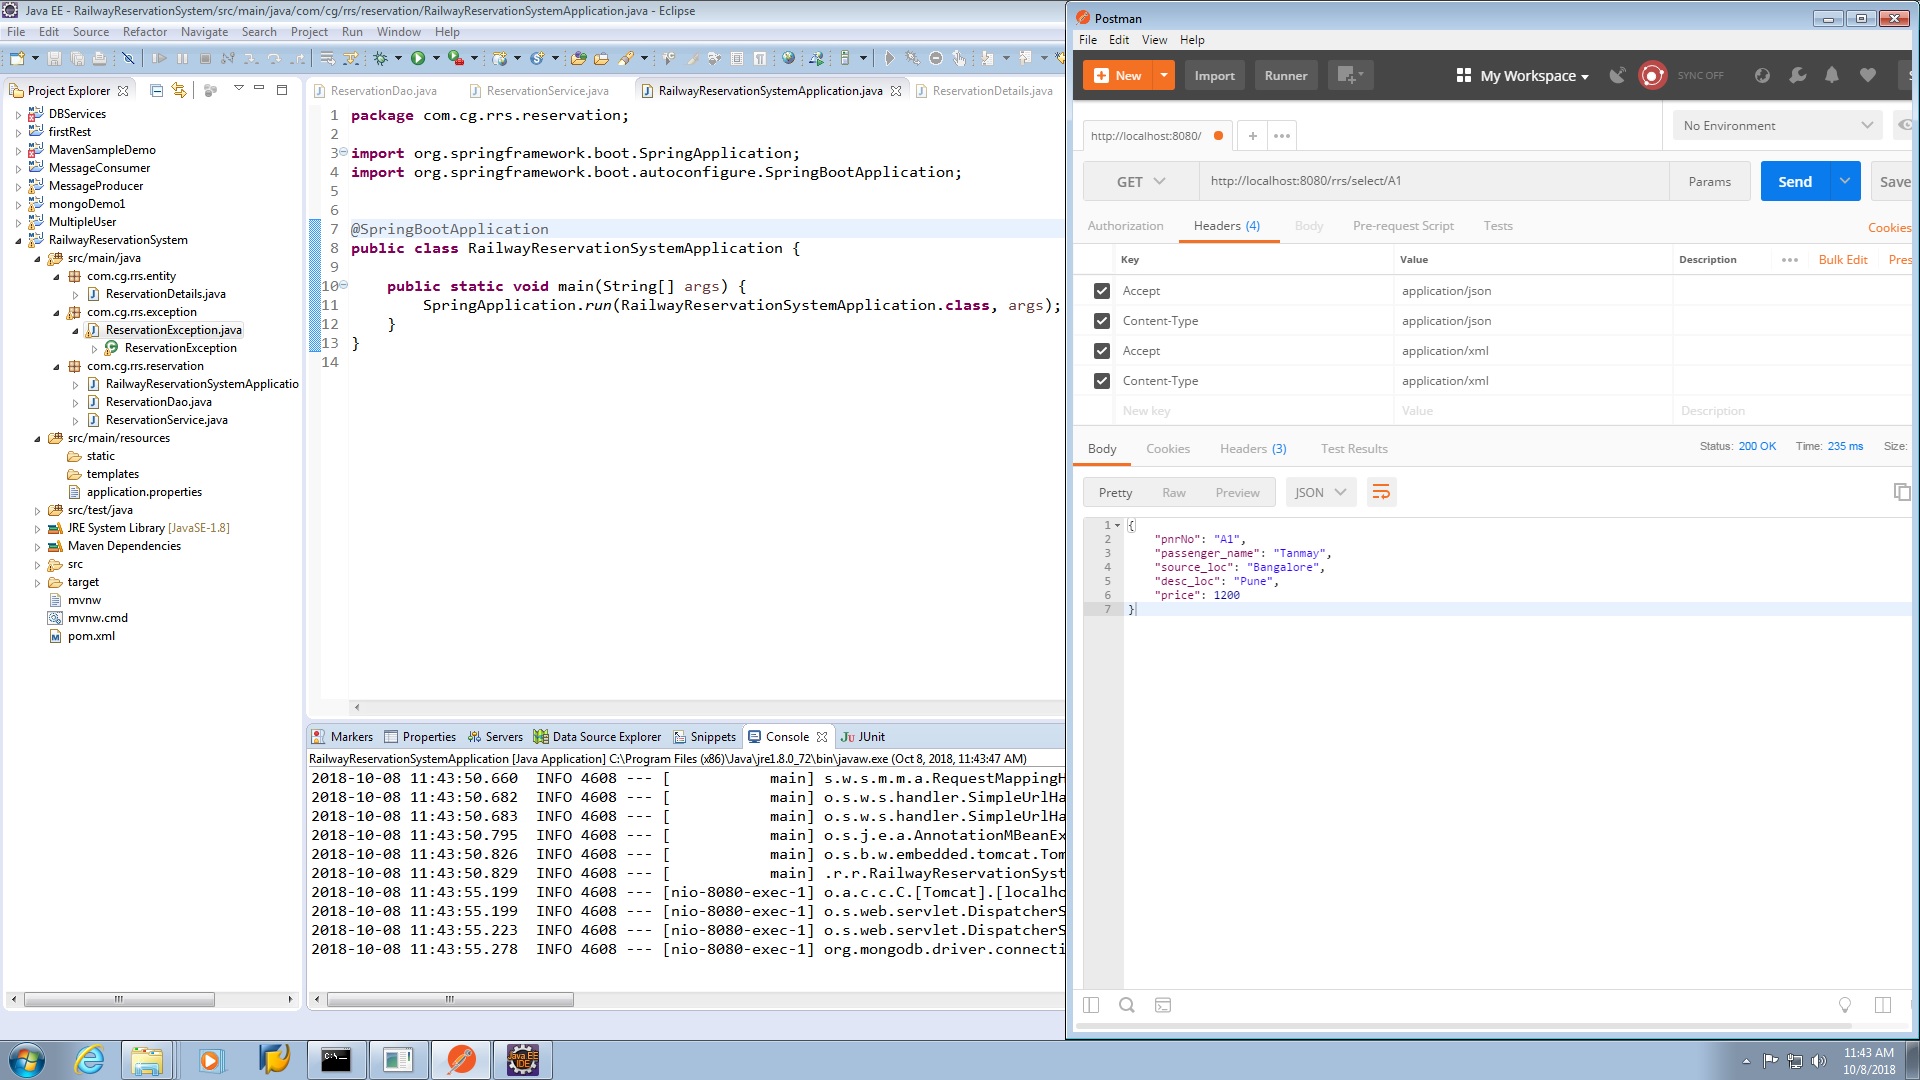 Java EE - RailwayReservationSystem/src/main/java/com/cg/rrs/reservation/RailwayReservationSystemApplication.java - Eclipse
File Edit Source Refactor Navigate Search Project Run Window Help
Project Explorer
DBServices
firstRest
MavenSampleDemo
MessageConsumer
MessageProducer
mongoDemo1
MultipleUser
RailwayReservationSystem
src/main/java
com.cg.rrs.entity
ReservationDetails.java
com.cg.rrs.exception
ReservationException.java
ReservationException
com.cg.rrs.reservation
RailwayReservationSystemApplicatio
ReservationDao.java
ReservationService.java
src/main/resources
static
templates
application.properties
src/test/java
JRE System Library [JavaSE-1.8]
Maven Dependencies
src
target
mvnw
mvnw.cmd
pom.xml
ReservationDao.java ReservationService.java RailwayReservationSystemApplication.java ReservationDetails.java
1 package com.cg.rrs.reservation;
2
3 import org.springframework.boot.SpringApplication;
4 import org.springframework.boot.autoconfigure.SpringBootApplication;
5
6
7 @SpringBootApplication
8 public class RailwayReservationSystemApplication {
9
10 public static void main(String[] args) {
11 SpringApplication.run(RailwayReservationSystemApplication.class, args);
12 }
13 }
14
Markers Properties Servers Data Source Explorer Snippets Console JUnit
RailwayReservationSystemApplication [Java Application] C:\Program Files (x86)\Java\jre1.8.0_72\bin\javaw.exe (Oct 8, 2018, 11:43:47 AM)
2018-10-08 11:43:50.660 INFO 4608 --- [ main] s.w.s.m.m.a.RequestMappingH
2018-10-08 11:43:50.682 INFO 4608 --- [ main] o.s.w.s.handler.SimpleUrlHa
2018-10-08 11:43:50.683 INFO 4608 --- [ main] o.s.w.s.handler.SimpleUrlHa
2018-10-08 11:43:50.795 INFO 4608 --- [ main] o.s.j.e.a.AnnotationMBeanEx
2018-10-08 11:43:50.826 INFO 4608 --- [ main] o.s.b.w.embedded.tomcat.Tom
2018-10-08 11:43:50.829 INFO 4608 --- [ main] .r.r.RailwayReservationSyst
2018-10-08 11:43:55.199 INFO 4608 --- [nio-8080-exec-1] o.a.c.c.C.[Tomcat].[localho
2018-10-08 11:43:55.199 INFO 4608 --- [nio-8080-exec-1] o.s.web.servlet.DispatcherS
2018-10-08 11:43:55.223 INFO 4608 --- [nio-8080-exec-1] o.s.web.servlet.DispatcherS
2018-10-08 11:43:55.278 INFO 4608 --- [nio-8080-exec-1] org.mongodb.driver.connecti
Postman
File Edit View Help
New Import Runner My Workspace SYNC OFF
http://localhost:8080/ + ••• No Environment
GET http://localhost:8080/rrs/select/A1 Params Send Save
Authorization Headers (4) Body Pre-request Script Tests Cookies
Key Value Description ••• Bulk Edit Pres
Accept application/json
Content-Type application/json
Accept application/xml
Content-Type application/xml
New key Value Description
Body Cookies Headers (3) Test Results Status: 200 OK Time: 235 ms Size:
Pretty Raw Preview JSON
1 {
2 "pnrNo": "A1",
3 "passenger_name": "Tanmay",
4 "source_loc": "Bangalore",
5 "desc_loc": "Pune",
6 "price": 1200
7 }
Java EE
IDE
11:43 AM
10/8/2018